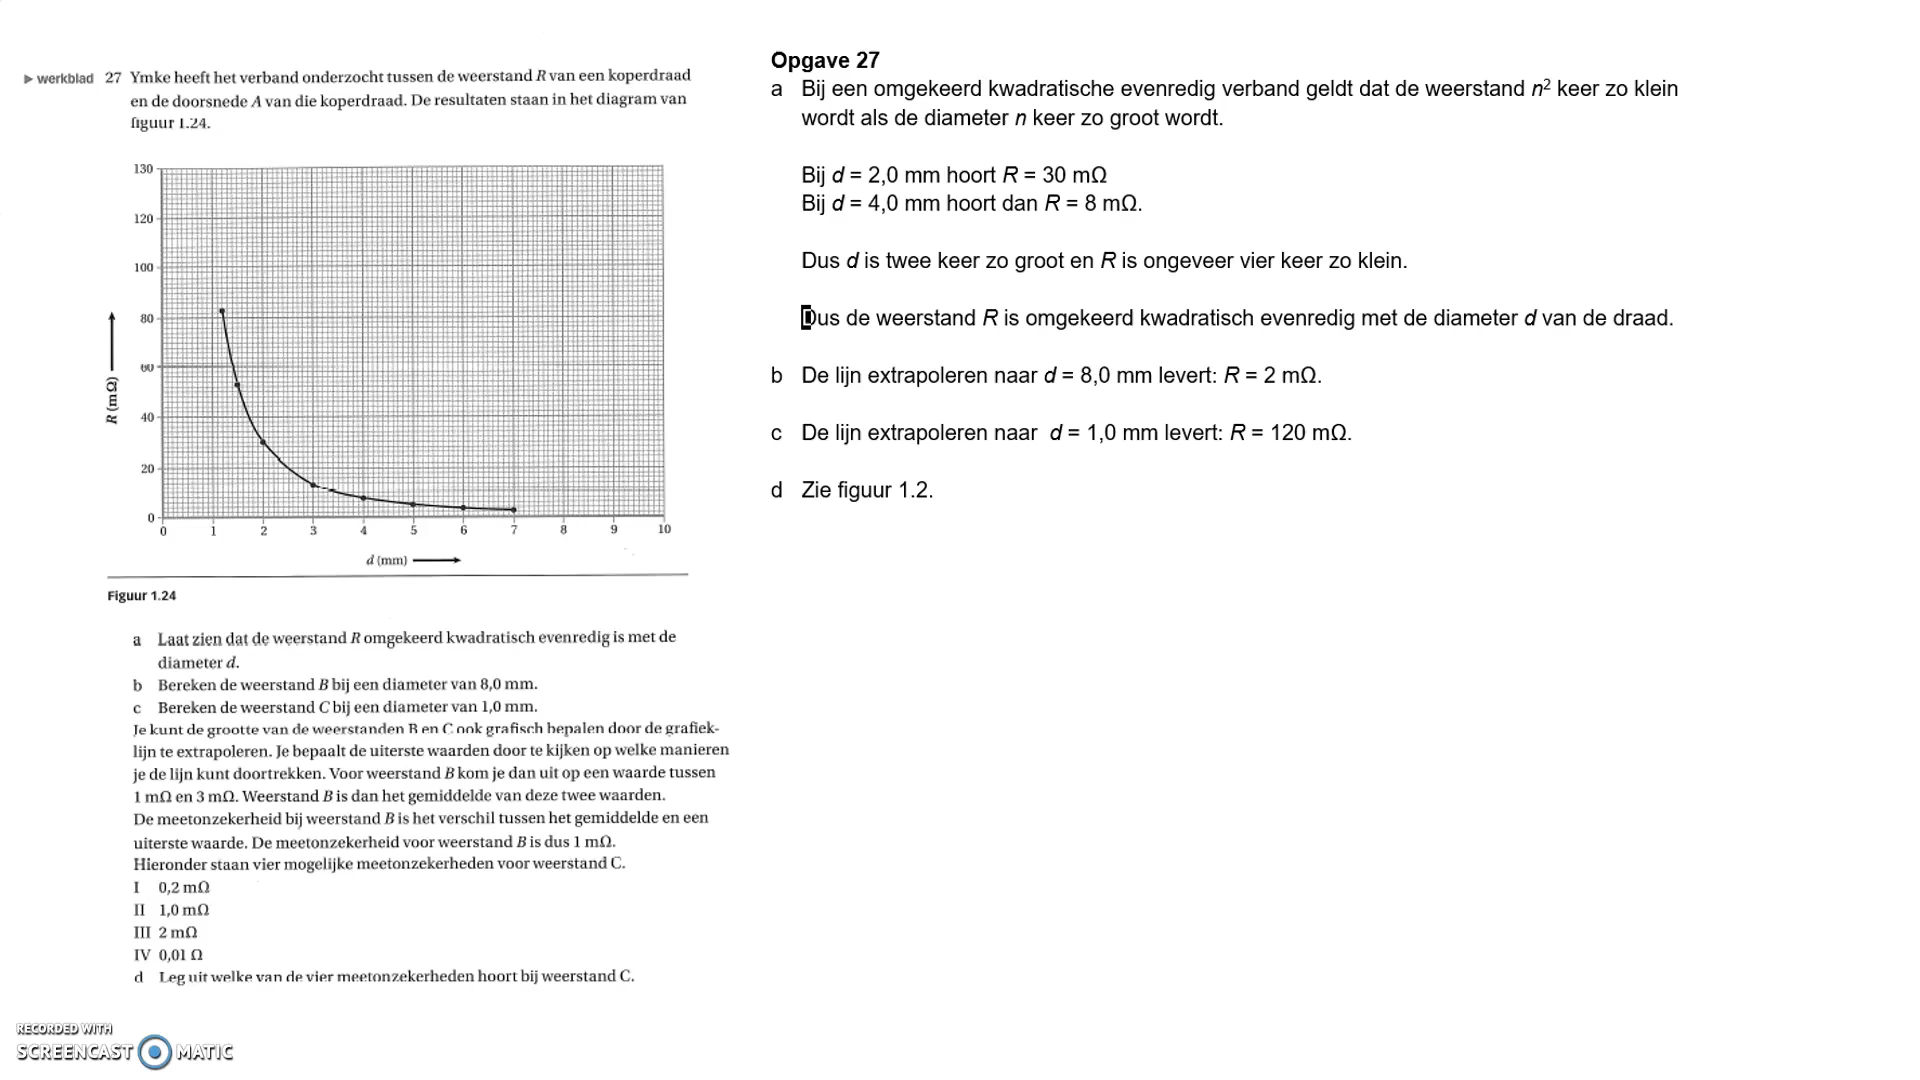 ▶ werkblad 27 Ymke heeft het verband onderzocht tussen de weerstand R van een koperdraad
en de doorsnede A van die koperdraad. De resultaten staan in het diagram van
figuur 1.24.
130
120
100
80
60
40
20
0
R (mΩ)
0 1 2 3 4 5 6 7 8 9 10
d (mm)
Figuur 1.24
a Laat zien dat de weerstand R omgekeerd kwadratisch evenredig is met de
diameter d.
b Bereken de weerstand B bij een diameter van 8,0 mm.
c Bereken de weerstand C bij een diameter van 1,0 mm.
Je kunt de grootte van de weerstanden B en C ook grafisch bepalen door de grafiek-
lijn te extrapoleren. Je bepaalt de uiterste waarden door te kijken op welke manieren
je de lijn kunt doortrekken. Voor weerstand B kom je dan uit op een waarde tussen
1 mΩ en 3 mΩ. Weerstand B is dan het gemiddelde van deze twee waarden.
De meetonzekerheid bij weerstand B is het verschil tussen het gemiddelde en een
uiterste waarde. De meetonzekerheid voor weerstand B is dus 1 mΩ.
Hieronder staan vier mogelijke meetonzekerheden voor weerstand C.
I 0,2 mΩ
II 1,0 mΩ
III 2 mΩ
IV 0,01 Ω
d Leg uit welke van de vier meetonzekerheden hoort bij weerstand C.
Opgave 27
a Bij een omgekeerd kwadratische evenredig verband geldt dat de weerstand n² keer zo klein
wordt als de diameter n keer zo groot wordt.
Bij d = 2,0 mm hoort R = 30 mΩ
Bij d = 4,0 mm hoort dan R = 8 mΩ.
Dus d is twee keer zo groot en R is ongeveer vier keer zo klein.
Dus de weerstand R is omgekeerd kwadratisch evenredig met de diameter d van de draad.
b De lijn extrapoleren naar d = 8,0 mm levert: R = 2 mΩ.
c De lijn extrapoleren naar d = 1,0 mm levert: R = 120 mΩ.
d Zie figuur 1.2.
RECORDED WITH
SCREENCAST MATIC